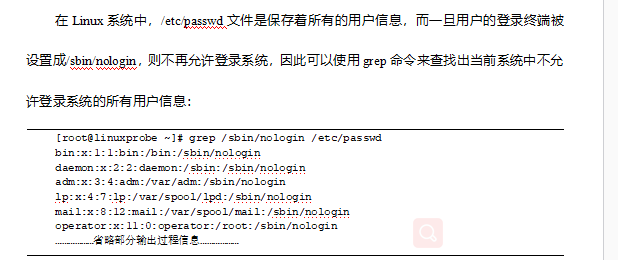 在 Linux 系统中，/etc/passwd 文件是保存着所有的用户信息，而一旦用户的登录终端被
设置成/sbin/nologin，则不再允许登录系统，因此可以使用 grep 命令来查找出当前系统中不允
许登录系统的所有用户信息：
[root@linuxprobe ~]# grep /sbin/nologin /etc/passwd
bin:x:1:1:bin:/bin:/sbin/nologin
daemon:x:2:2:daemon:/sbin:/sbin/nologin
adm:x:3:4:adm:/var/adm:/sbin/nologin
lp:x:4:7:lp:/var/spool/lpd:/sbin/nologin
mail:x:8:12:mail:/var/spool/mail:/sbin/nologin
operator:x:11:0:operator:/root:/sbin/nologin
………………省略部分输出过程信息………………